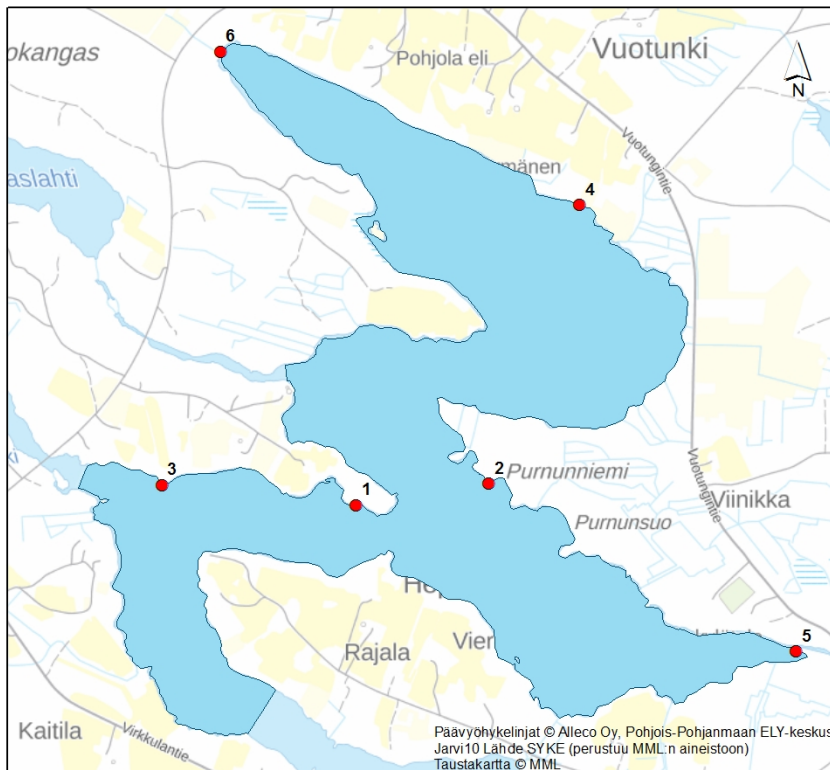 6
okangas
Pohjola eli
Vuotunki
N
Vuotungintie
aslahti
mänen
4
3
1
2
Purnunniemi
Viinikka
Purnunsuo
Vuotungintie
Rajala
Vier
5
Kaitila
Virkkulantie
Päävyöhykelinjat © Alleco Oy, Pohjois-Pohjanmaan ELY-keskus
Jarvi10 Lähde SYKE (perustuu MML:n aineistoon)
Taustakartta © MML